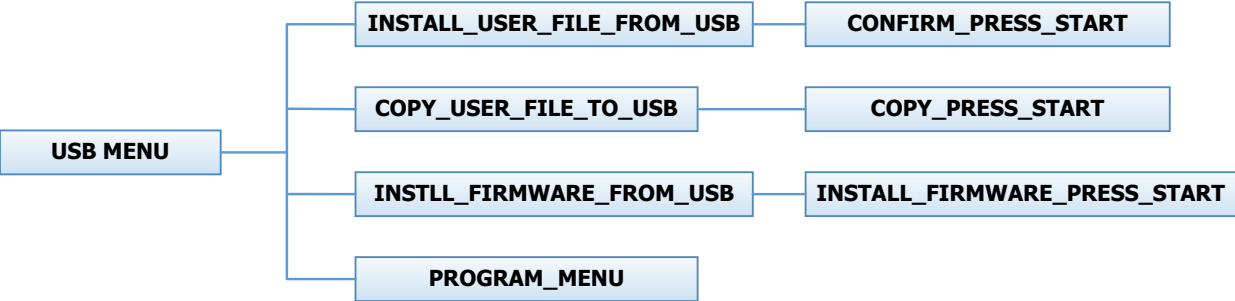 INSTALL_USER_FILE_FROM_USB CONFIRM_PRESS_START
COPY_USER_FILE_TO_USB COPY_PRESS_START
USB MENU
INSTLL_FIRMWARE_FROM_USB INSTALL_FIRMWARE_PRESS_START
PROGRAM_MENU